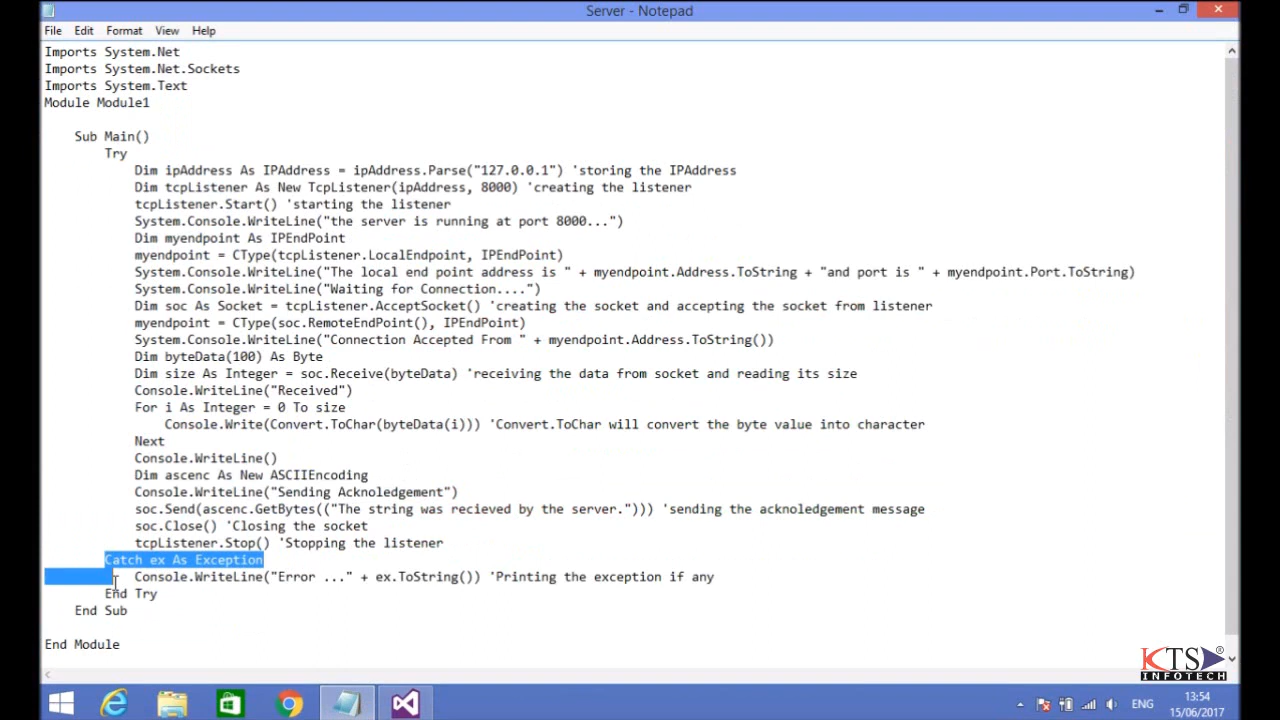 Server - Notepad
File Edit Format View Help
Imports System.Net
Imports System.Net.Sockets
Imports System.Text
Module Module1
Sub Main()
Try
Dim ipAddress As IPAddress = ipAddress.Parse("127.0.0.1") 'storing the IPAddress
Dim tcpListener As New TcpListener(ipAddress, 8000) 'creating the listener
tcpListener.Start() 'starting the listener
System.Console.WriteLine("the server is running at port 8000...")
Dim myendpoint As IPEndPoint
myendpoint = CType(tcpListener.LocalEndpoint, IPEndPoint)
System.Console.WriteLine("The local end point address is " + myendpoint.Address.ToString + "and port is " + myendpoint.Port.ToString)
System.Console.WriteLine("Waiting for Connection....")
Dim soc As Socket = tcpListener.AcceptSocket() 'creating the socket and accepting the socket from listener
myendpoint = CType(soc.RemoteEndPoint(), IPEndPoint)
System.Console.WriteLine("Connection Accepted From " + myendpoint.Address.ToString())
Dim byteData(100) As Byte
Dim size As Integer = soc.Receive(byteData) 'receiving the data from socket and reading its size
Console.WriteLine("Received")
For i As Integer = 0 To size
Console.Write(Convert.ToChar(byteData(i))) 'Convert.ToChar will convert the byte value into character
Next
Console.WriteLine()
Dim ascenc As New ASCIIEncoding
Console.WriteLine("Sending Acknoledgement")
soc.Send(ascenc.GetBytes(("The string was recieved by the server."))) 'sending the acknoledgement message
soc.Close() 'Closing the socket
tcpListener.Stop() 'Stopping the listener
Catch ex As Exception
Console.WriteLine("Error ..." + ex.ToString()) 'Printing the exception if any
End Try
End Sub
End Module
KTS®
INFOTECH
ENG
13:54
15/06/2017